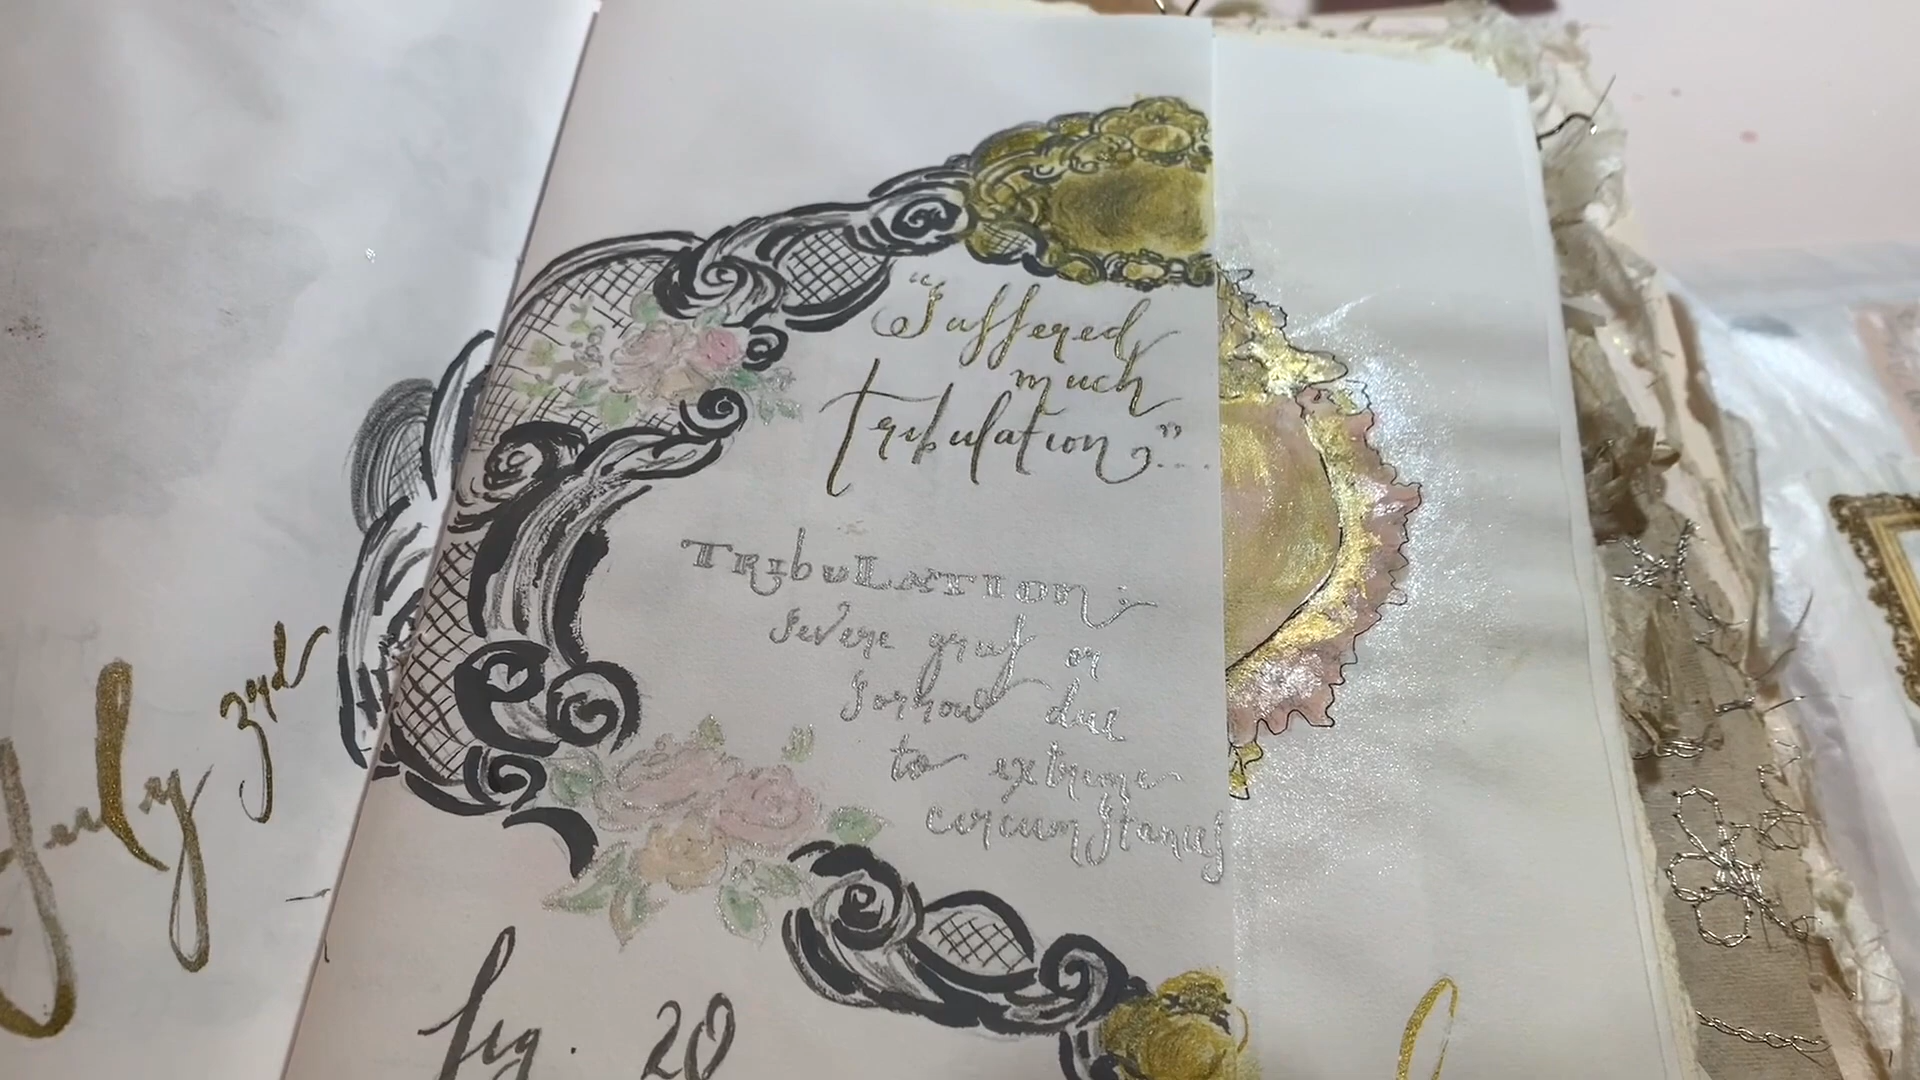 July 23rd
"Suffered
much
Tribulation"...
TRIbULATION:
Severe grief or
Sorrow due
to extreme
circumstances
fig. 20